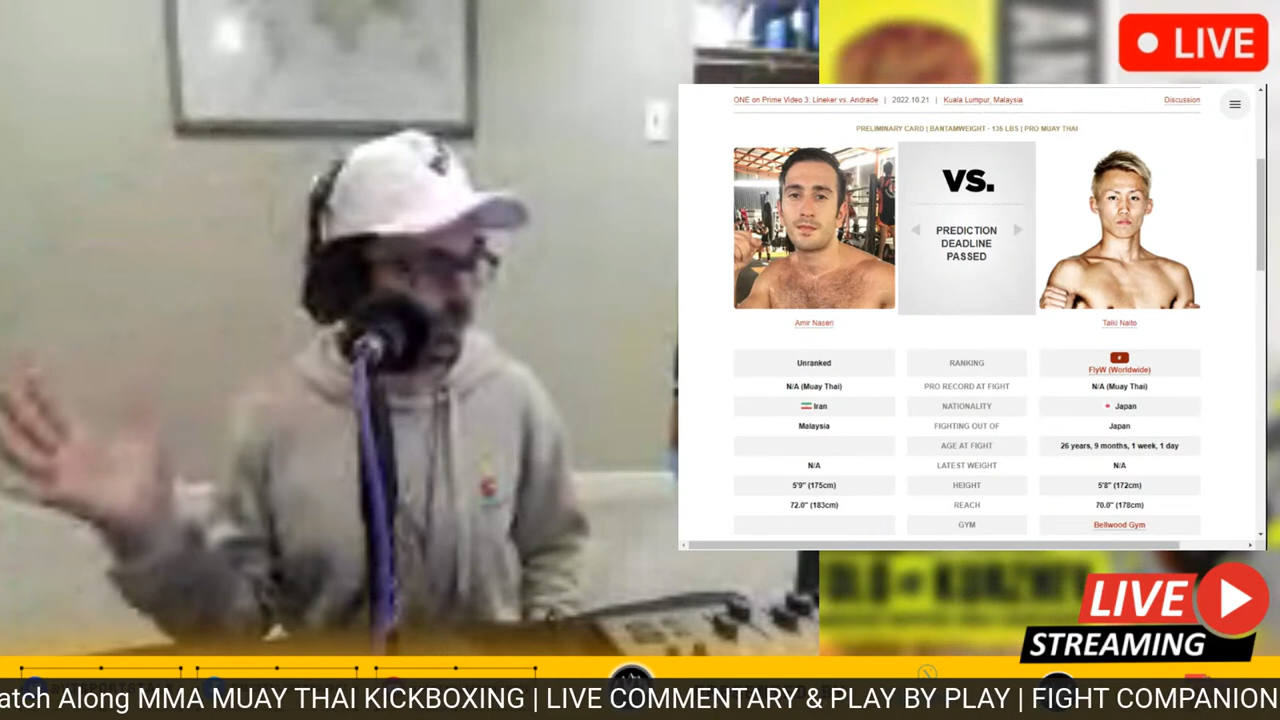 LIVE
ONE on Prime Video 3: Lineker vs. Andrade | 2022.10.21 | Kuala Lumpur, Malaysia Discussion
PRELIMINARY CARD | BANTAMWEIGHT · 135 LBS | PRO MUAY THAI
VS.
PREDICTION
DEADLINE
PASSED
Amir Naseri Taiki Naito
Unranked RANKING FlyW (Worldwide)
N/A (Muay Thai) PRO RECORD AT FIGHT N/A (Muay Thai)
Iran NATIONALITY Japan
Malaysia FIGHTING OUT OF Japan
AGE AT FIGHT 26 years, 9 months, 1 week, 1 day
N/A LATEST WEIGHT N/A
5'9" (175cm) HEIGHT 5'8" (172cm)
72.0" (183cm) REACH 70.0" (178cm)
GYM Bellwood Gym
LIVE
STREAMING
atch Along MMA MUAY THAI KICKBOXING | LIVE COMMENTARY & PLAY BY PLAY | FIGHT COMPANION